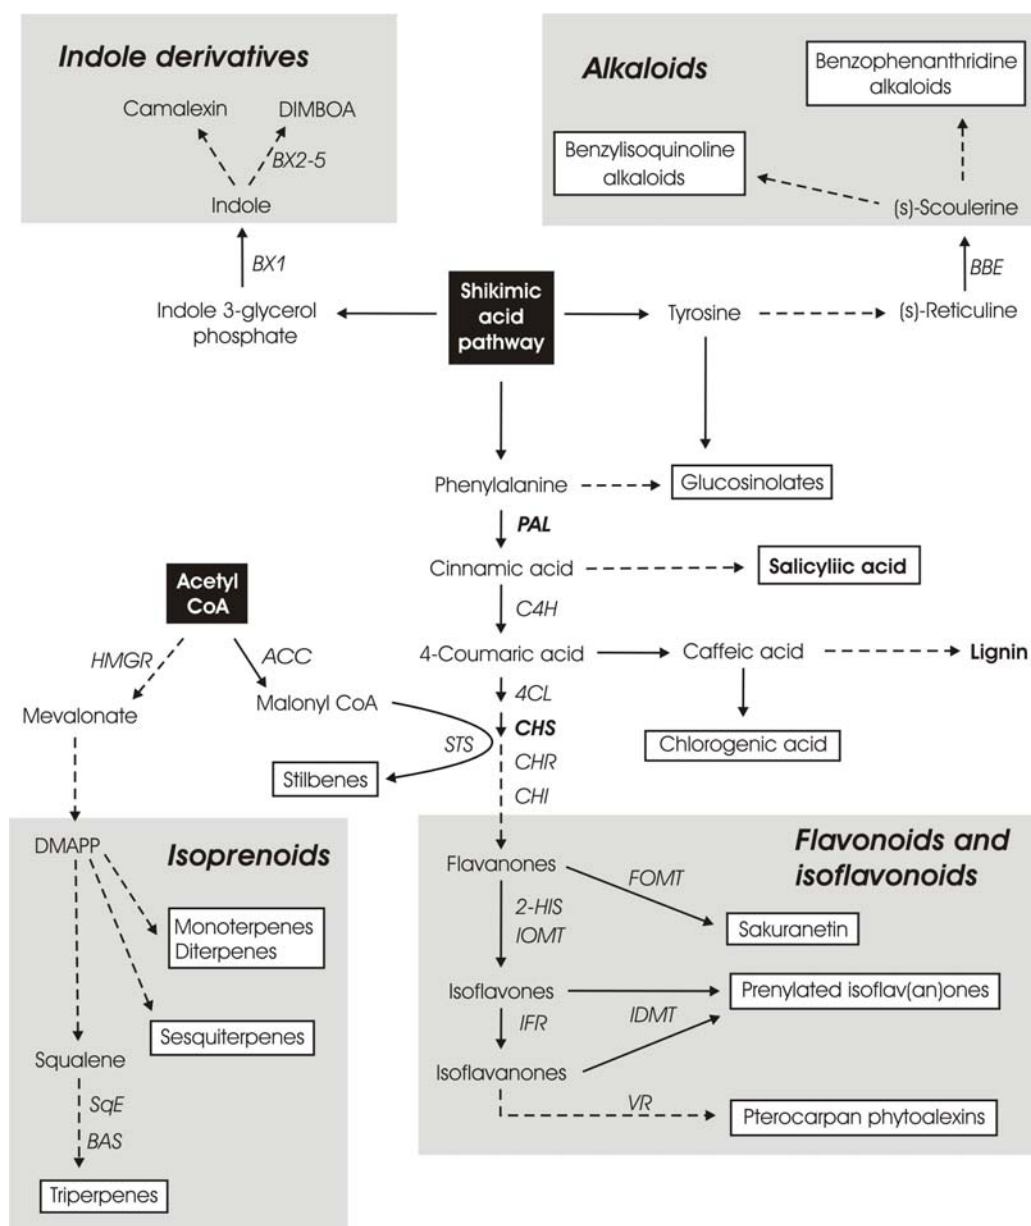 Indole derivatives
Camalexin
DIMBOA
BX2-5
Indole
BX1
Indole 3-glycerol
phosphate
Alkaloids
Benzophenanthridine
alkaloids
Benzylisoquinoline
alkaloids
(s)-Scoulerine
BBE
Shikimic
acid
pathway
Tyrosine
(s)-Reticuline
Phenylalanine
Glucosinolates
PAL
Cinnamic acid
Salicyliic acid
C4H
Acetyl
CoA
HMGR
ACC
4-Coumaric acid
Caffeic acid
Lignin
Mevalonate
Malonyl CoA
4CL
CHS
STS
CHR
CHI
Stilbenes
Chlorogenic acid
DMAPP
Isoprenoids
Monoterpenes
Diterpenes
Sesquiterpenes
Squalene
SqE
BAS
Triperpenes
Flavonoids and
isoflavonoids
Flavanones
FOMT
2-HIS
IOMT
Sakuranetin
Isoflavones
Prenylated isoflav(an)ones
IFR
IDMT
Isoflavanones
VR
Pterocarpan phytoalexins